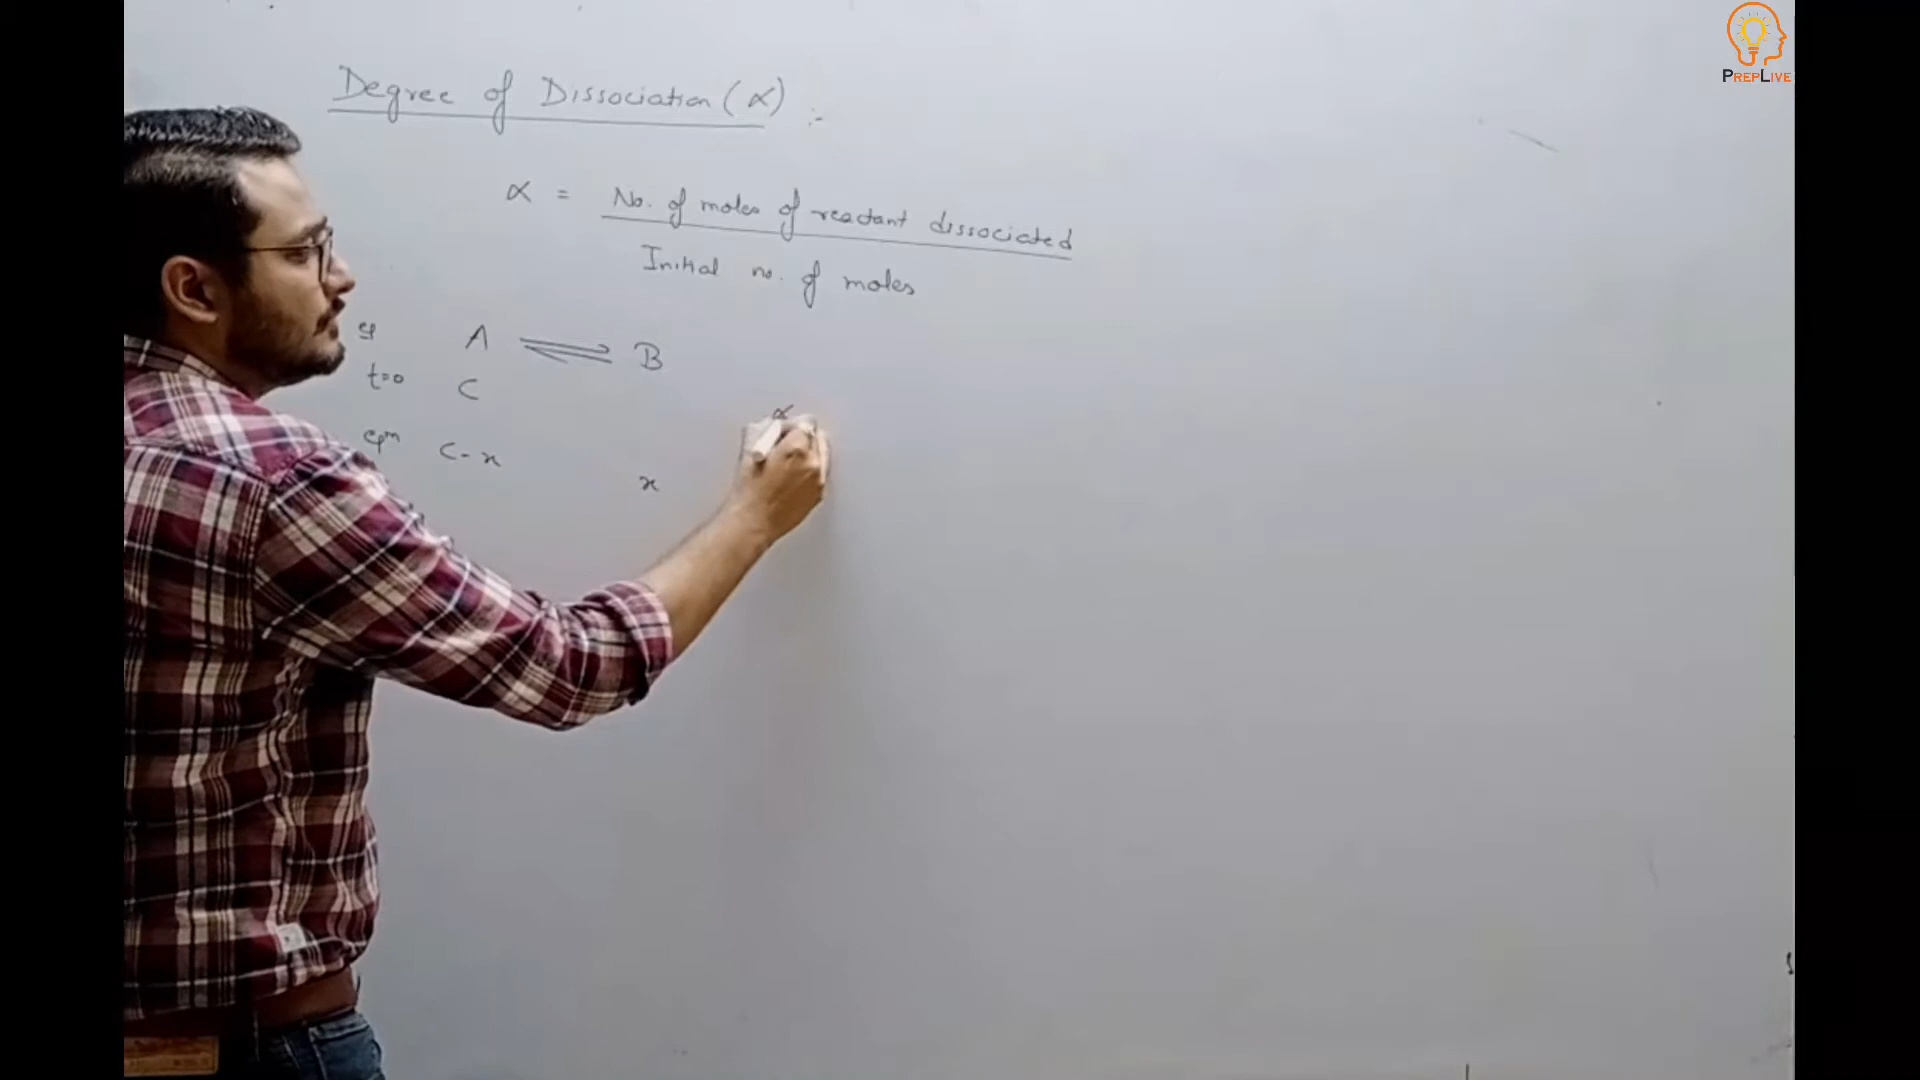 PREPLIVE
Degree of Dissociation (α) :-
α = No. of moles of reactant dissociated
Initial no. of moles
A ⇌ B
t=0 C
eqm C-x
x
α